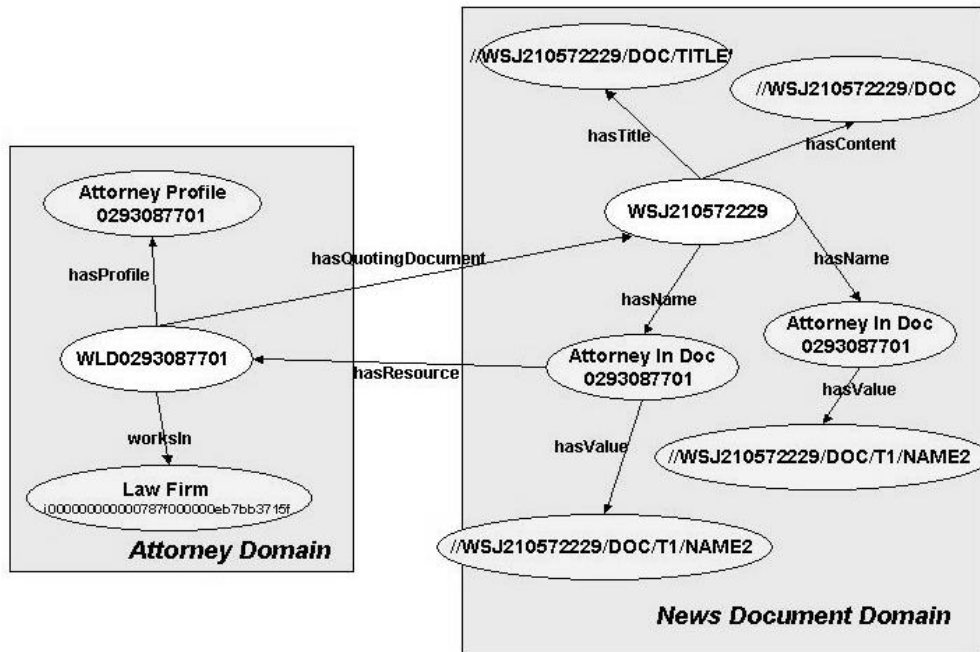 //WSJ210572229/DOC/TITLE'
//WSJ210572229/DOC
hasTitle
hasContent
Attorney Profile
0293087701
WSJ210572229
hasQuotingDocument
hasProfile
hasName
hasName
WLD0293087701
hasResource
Attorney In Doc
0293087701
Attorney In Doc
0293087701
hasValue
worksIn
hasValue
//WSJ210572229/DOC/T1/NAME2
Law Firm
i000000000000787f000000eb7bb3715f
Attorney Domain
//WSJ210572229/DOC/T1/NAME2
News Document Domain